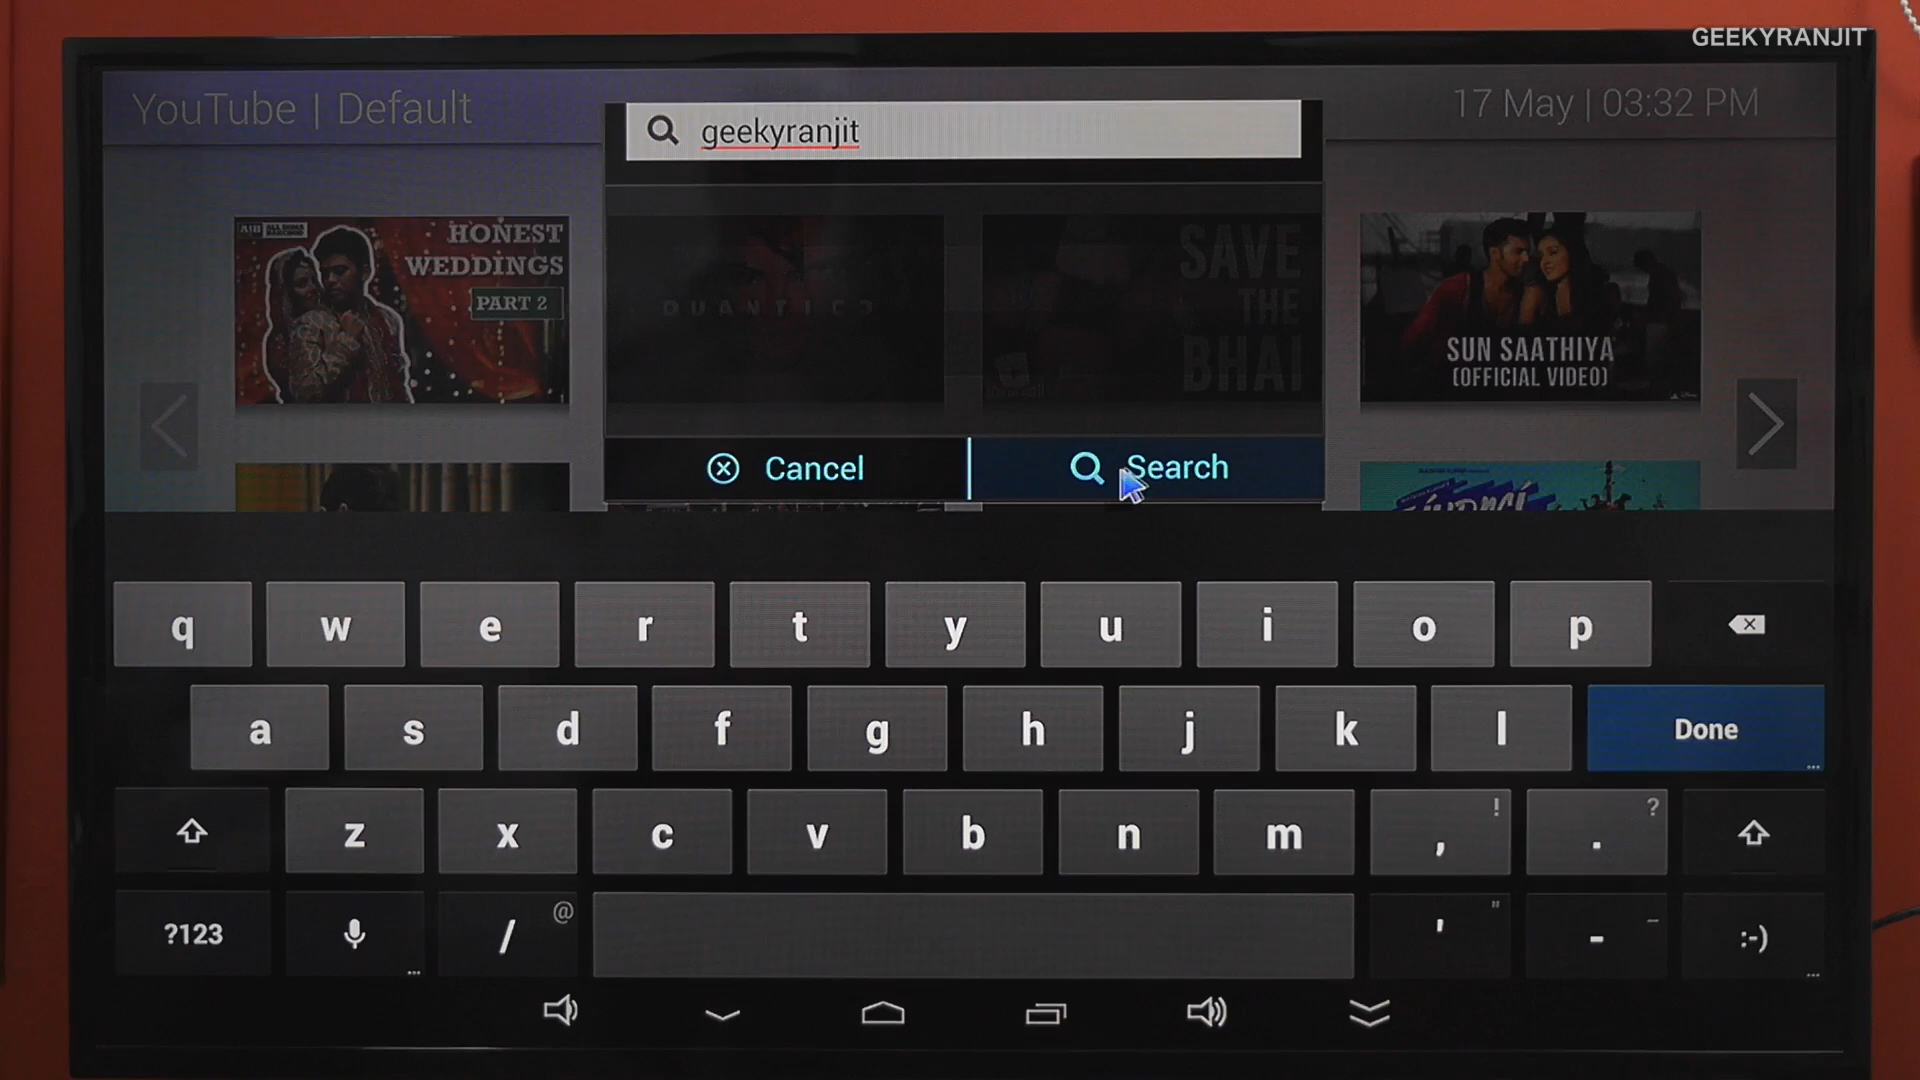 GEEKYRANJIT
YouTube | Default
17 May | 03:32 PM
geekyranjit
HONEST
WEDDINGS
PART 2
QUANTICO
SAVE
THE
BHAI
SUN SAATHIYA
(OFFICIAL VIDEO)
Cancel
Search
q w e r t y u i o p
a s d f g h j k l Done
z x c v b n m , ! . ?
?123 / @ ' " - _ :-)